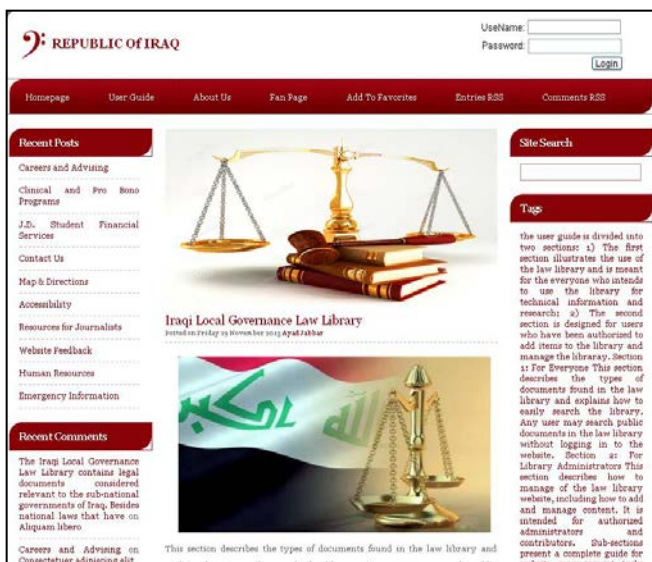 UseName:
Password:
Login
REPUBLIC Of IRAQ
Homepage User Guide About Us Fan Page Add To Favorites Entries RSS Comments RSS
Recent Posts
Careers and Advising
Clinical and Pro Bono
Programs
J.D. Student Financial
Services
Contact Us
Map & Directions
Accessibility
Resources for Journalists
Website Feedback
Human Resources
Emergency Information
Recent Comments
The Iraqi Local Governance
Law Library contains legal
documents considered
relevant to the sub-national
governments of Iraq. Besides
national laws that have on
Aliquam libero
Careers and Advising on
Consectetuer adipiscing elit
Iraqi Local Governance Law Library
Posted on Friday 29 November 2013 Ayad Jabbar
الله اكبر
This section describes the types of documents found in the law library and
Site Search
Tags
the user guide is divided into
two sections: 1) The first
section illustrates the use of
the law library and is meant
for the everyone who intends
to use the library for
technical information and
research; 2) The second
section is designed for users
who have been authorized to
add items to the library and
manage the libraray. Section
1: For Everyone This section
describes the types of
documents found in the law
library and explains how to
easily search the library.
Any user may search public
documents in the law library
without logging in to the
website. Section 2: For
Library Administrators This
section describes how to
manage of the law library
website, including how to add
and manage content. It is
intended for authorized
administrators and
contributors. Sub-sections
present a complete guide for